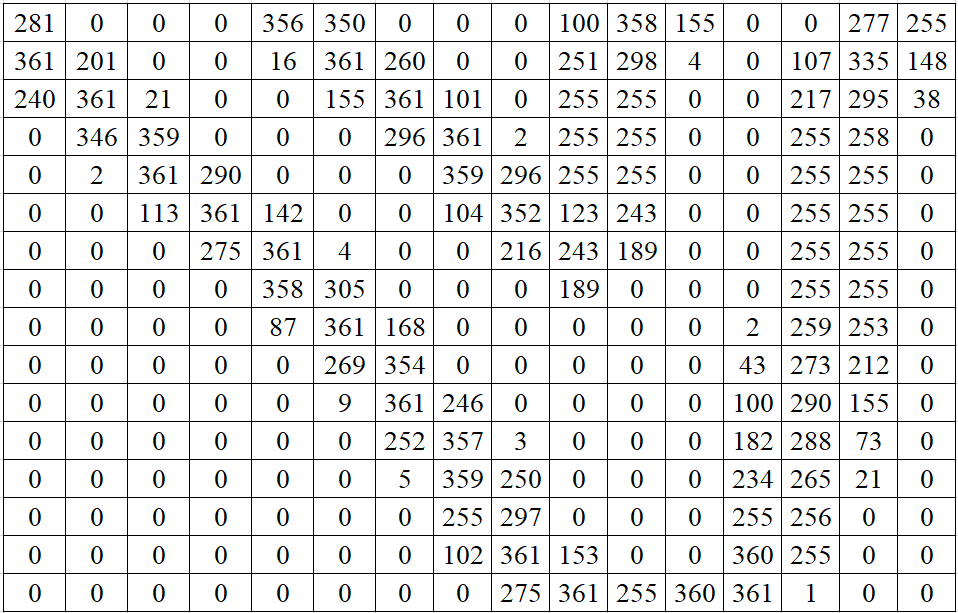 281 0 0 0 356 350 0 0 0 100 358 155 0 0 277 255
361 201 0 0 16 361 260 0 0 251 298 4 0 107 335 148
240 361 21 0 0 155 361 101 0 255 255 0 0 217 295 38
0 346 359 0 0 0 296 361 2 255 255 0 0 255 258 0
0 2 361 290 0 0 0 359 296 255 255 0 0 255 255 0
0 0 113 361 142 0 0 104 352 123 243 0 0 255 255 0
0 0 0 275 361 4 0 0 216 243 189 0 0 255 255 0
0 0 0 0 358 305 0 0 0 189 0 0 0 255 255 0
0 0 0 0 87 361 168 0 0 0 0 0 2 259 253 0
0 0 0 0 0 269 354 0 0 0 0 0 43 273 212 0
0 0 0 0 0 9 361 246 0 0 0 0 100 290 155 0
0 0 0 0 0 0 252 357 3 0 0 0 182 288 73 0
0 0 0 0 0 0 5 359 250 0 0 0 234 265 21 0
0 0 0 0 0 0 0 255 297 0 0 0 255 256 0 0
0 0 0 0 0 0 0 102 361 153 0 0 360 255 0 0
0 0 0 0 0 0 0 0 275 361 255 360 361 1 0 0